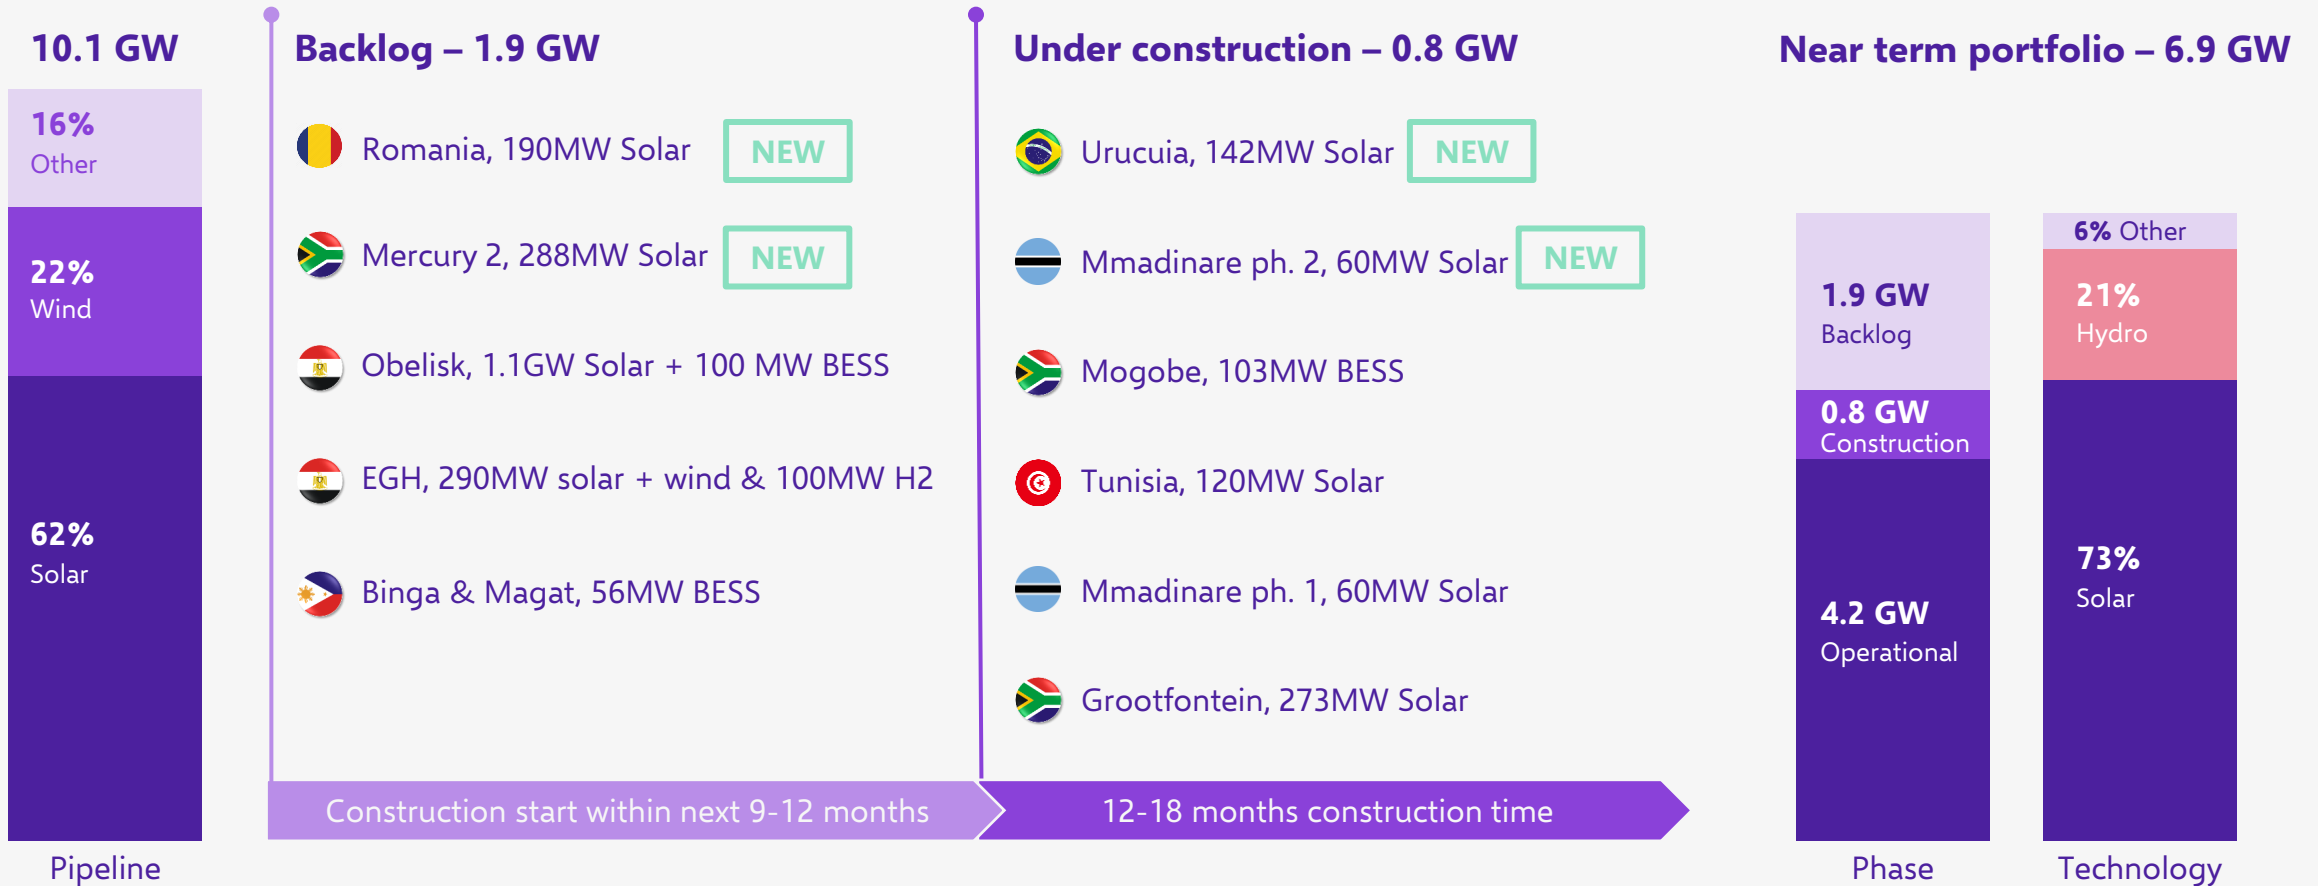 10.1 GW
16%
Other
22%
Wind
62%
Solar
Pipeline
Backlog – 1.9 GW
Romania, 190MW Solar NEW
Mercury 2, 288MW Solar NEW
Obelisk, 1.1GW Solar + 100 MW BESS
EGH, 290MW solar + wind & 100MW H2
Binga & Magat, 56MW BESS
Construction start within next 9-12 months
Under construction – 0.8 GW
Urucuia, 142MW Solar NEW
Mmadinare ph. 2, 60MW Solar NEW
Mogobe, 103MW BESS
Tunisia, 120MW Solar
Mmadinare ph. 1, 60MW Solar
Grootfontein, 273MW Solar
12-18 months construction time
Near term portfolio – 6.9 GW
1.9 GW
Backlog
0.8 GW
Construction
4.2 GW
Operational
Phase
6% Other
21%
Hydro
73%
Solar
Technology